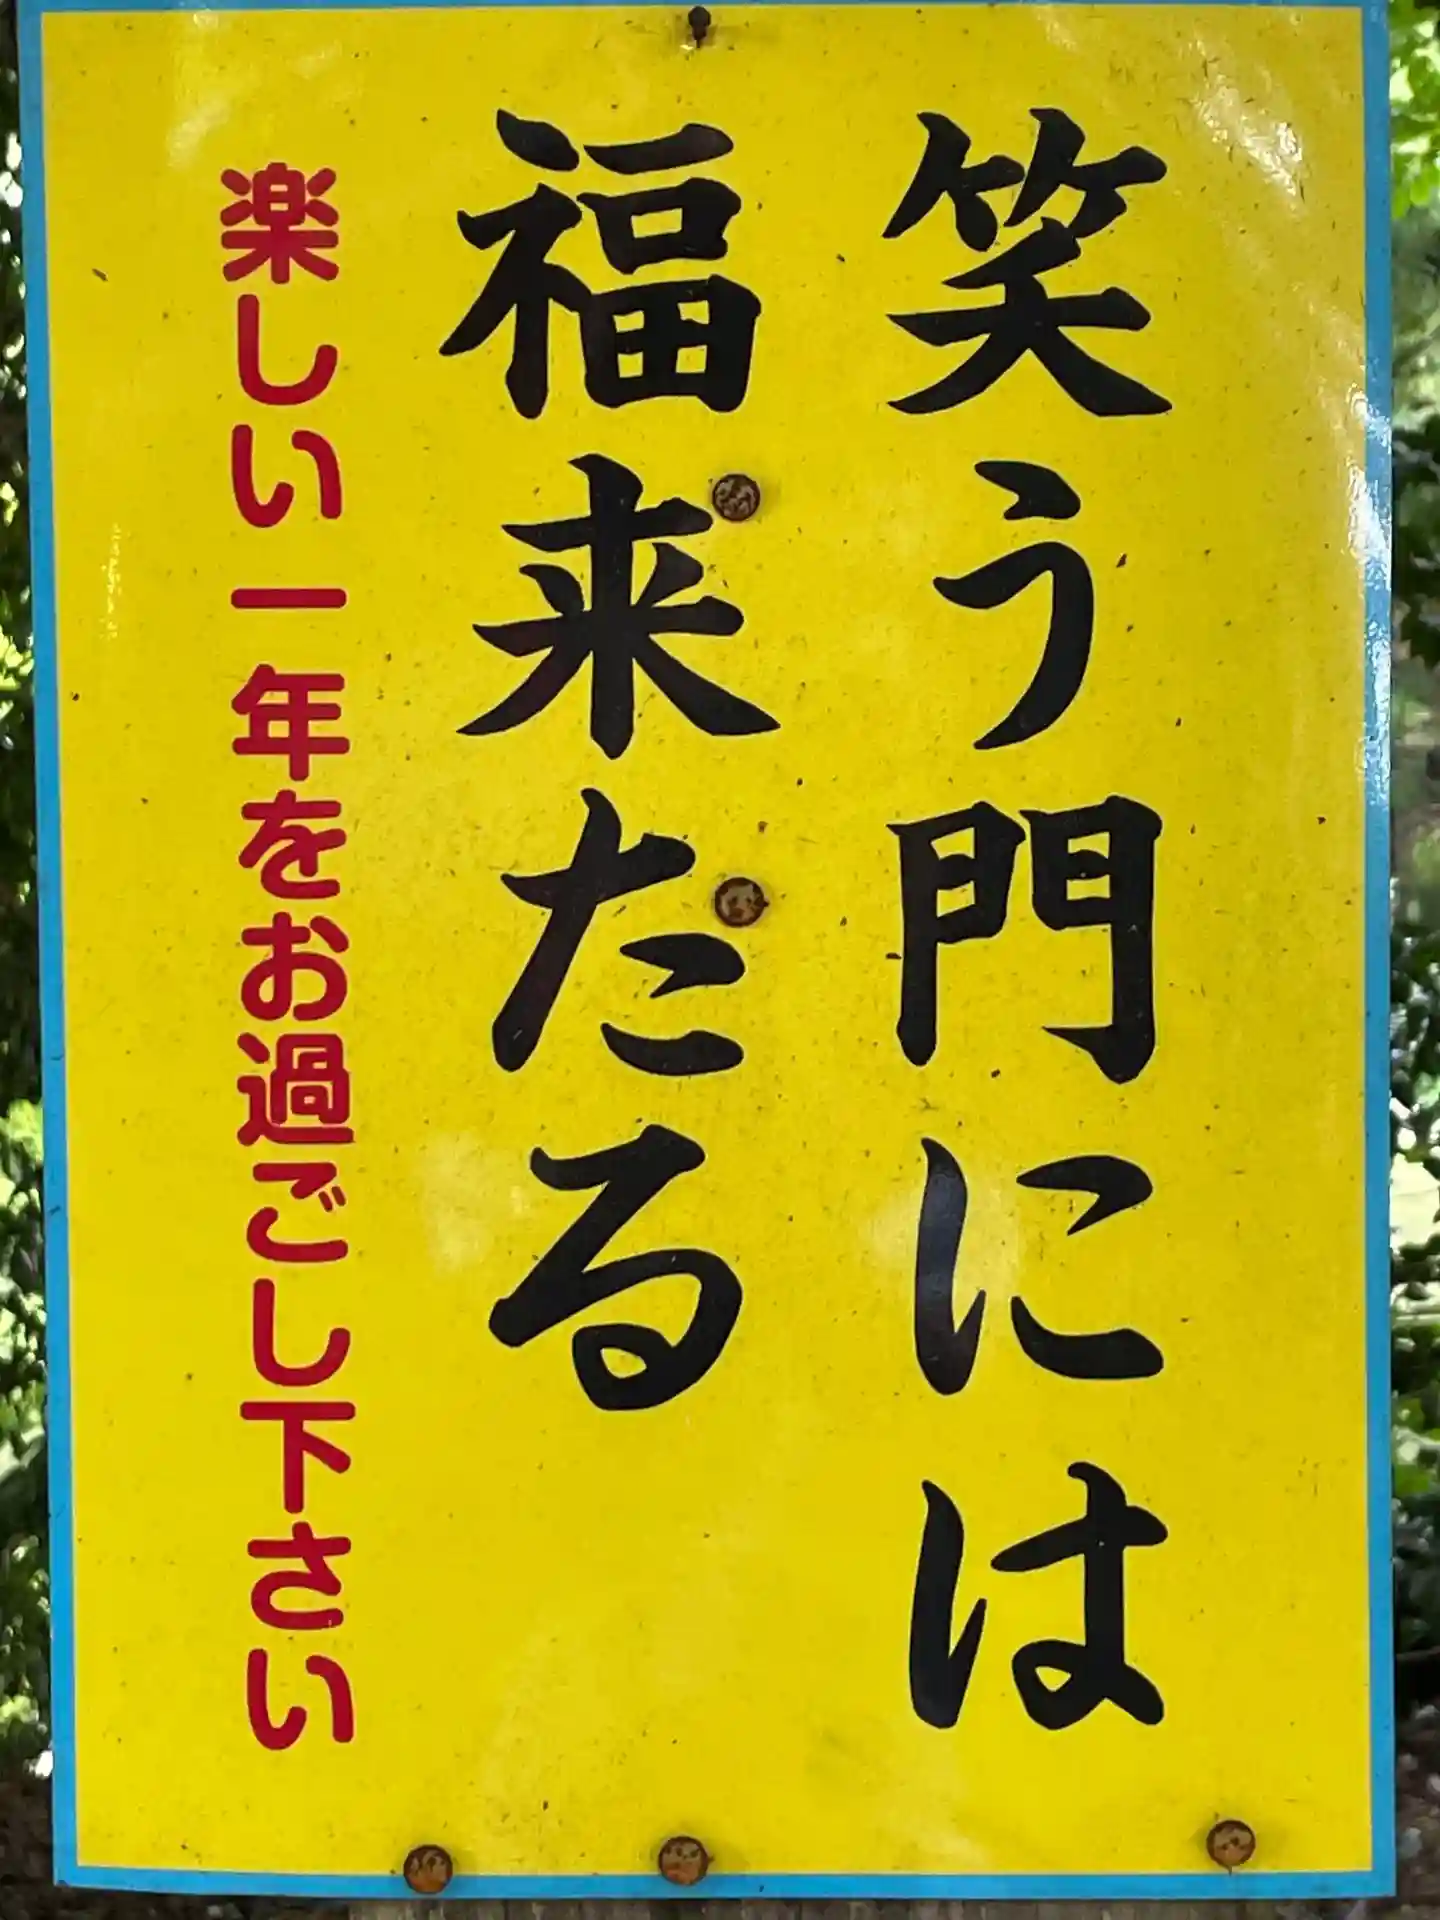 笑う門には
福来たる
楽しい一年をお過ごし下さい